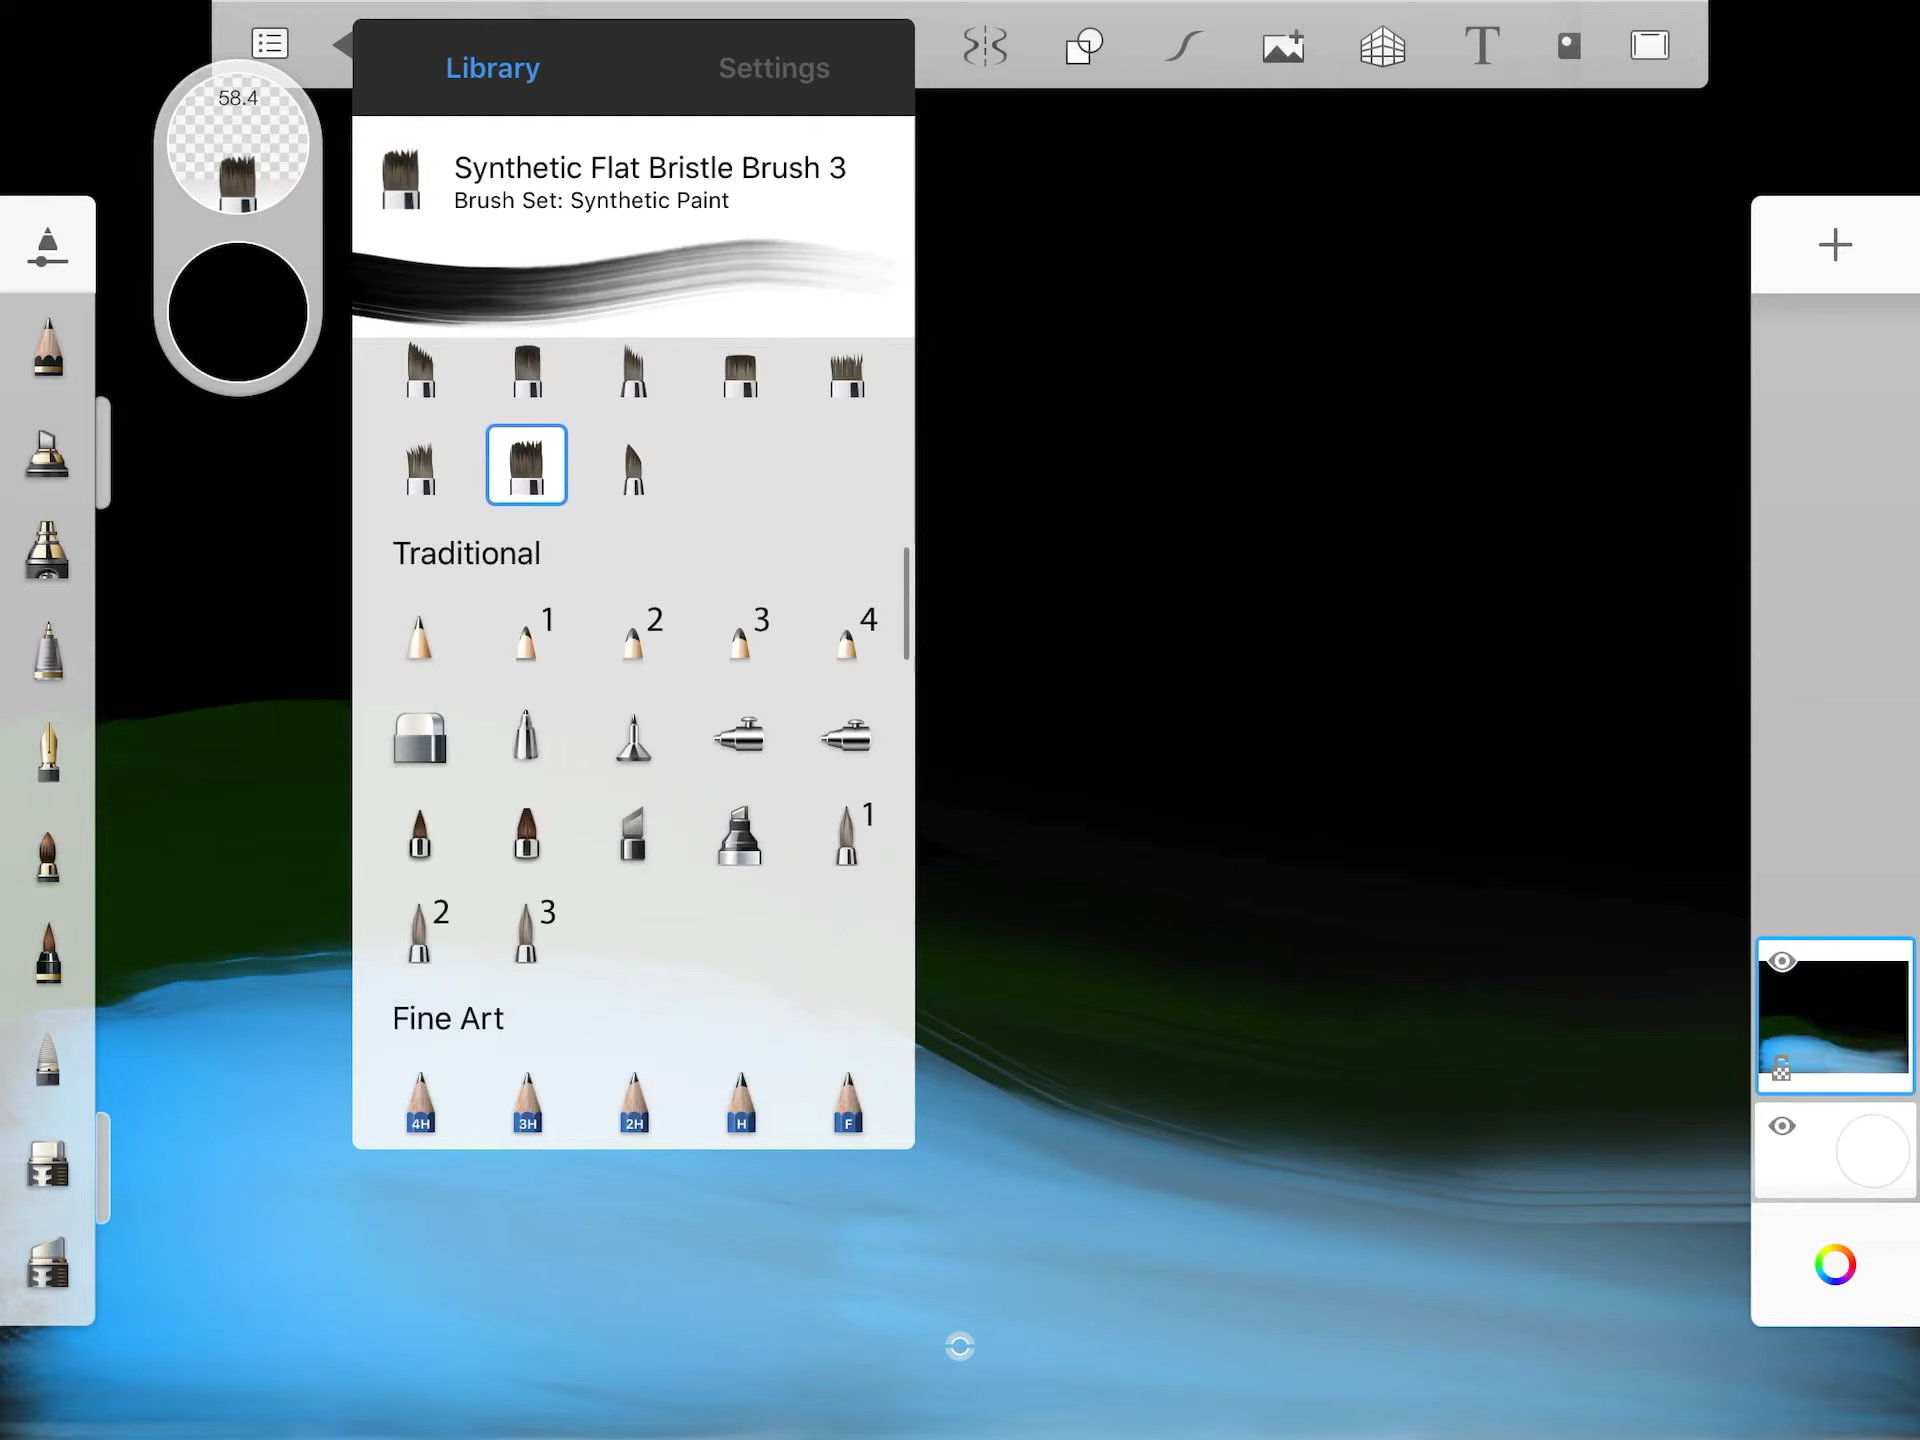 58.4
Library Settings
Synthetic Flat Bristle Brush 3
Brush Set: Synthetic Paint
Traditional
1 2 3 4
1
2 3
Fine Art
4H 3H 2H H F
T